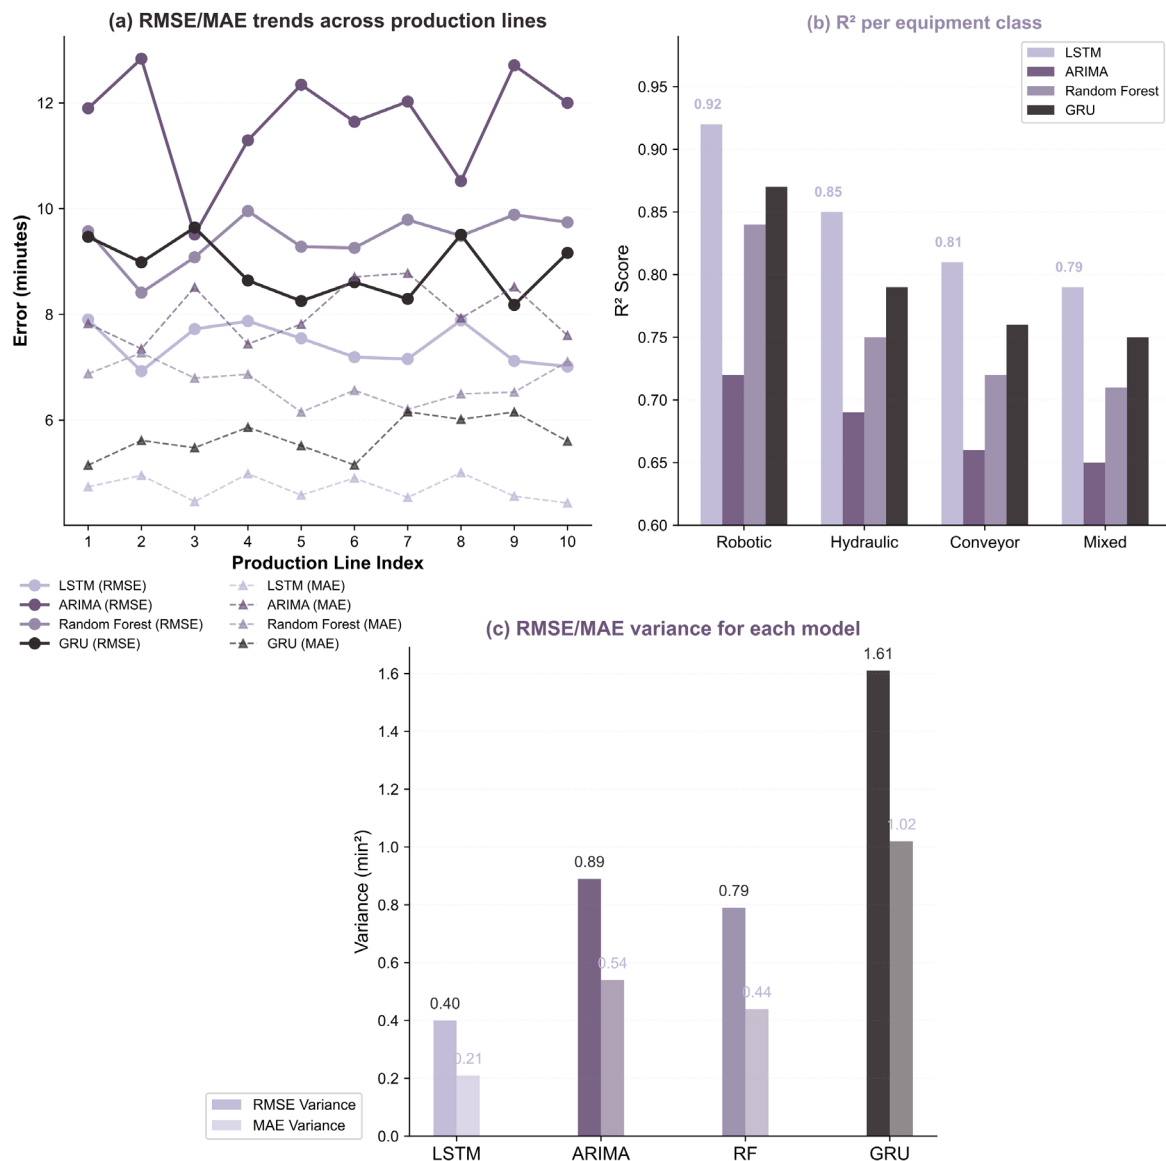 (a) RMSE/MAE trends across production lines
Error (minutes)
12
10
8
6
1 2 3 4 5 6 7 8 9 10
Production Line Index
LSTM (RMSE)
ARIMA (RMSE)
Random Forest (RMSE)
GRU (RMSE)
LSTM (MAE)
ARIMA (MAE)
Random Forest (MAE)
GRU (MAE)
(b) R² per equipment class
LSTM
ARIMA
Random Forest
GRU
R² Score
0.95
0.90
0.85
0.80
0.75
0.70
0.65
0.60
0.92
0.85
0.81
0.79
Robotic Hydraulic Conveyor Mixed
(c) RMSE/MAE variance for each model
Variance (min²)
1.6
1.4
1.2
1.0
0.8
0.6
0.4
0.2
0.0
0.40
0.21
0.89
0.54
0.79
0.44
1.61
1.02
LSTM ARIMA RF GRU
RMSE Variance
MAE Variance